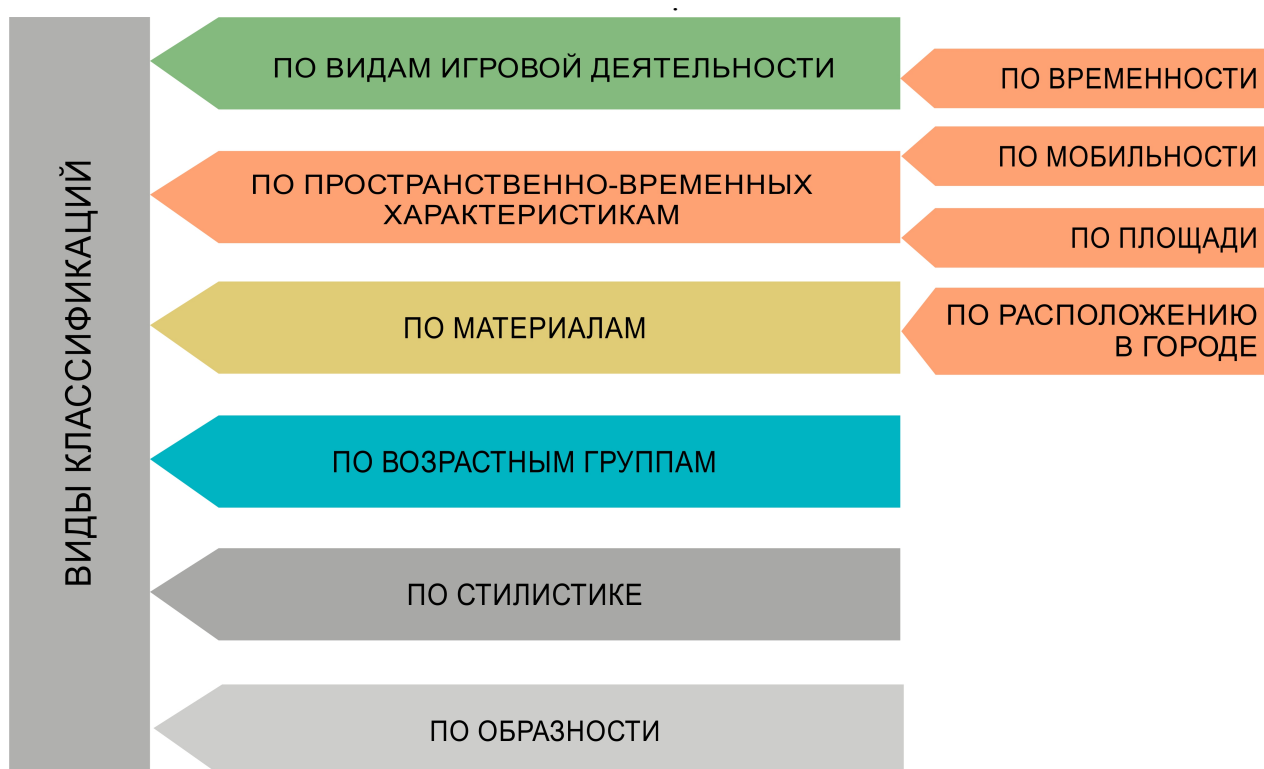 ВИДЫ КЛАССИФИКАЦИЙ
ПО ВИДАМ ИГРОВОЙ ДЕЯТЕЛЬНОСТИ
ПО ПРОСТРАНСТВЕННО-ВРЕМЕННЫХ
ХАРАКТЕРИСТИКАМ
ПО ВРЕМЕННОСТИ
ПО МОБИЛЬНОСТИ
ПО ПЛОЩАДИ
ПО РАСПОЛОЖЕНИЮ
В ГОРОДЕ
ПО МАТЕРИАЛАМ
ПО ВОЗРАСТНЫМ ГРУППАМ
ПО СТИЛИСТИКЕ
ПО ОБРАЗНОСТИ